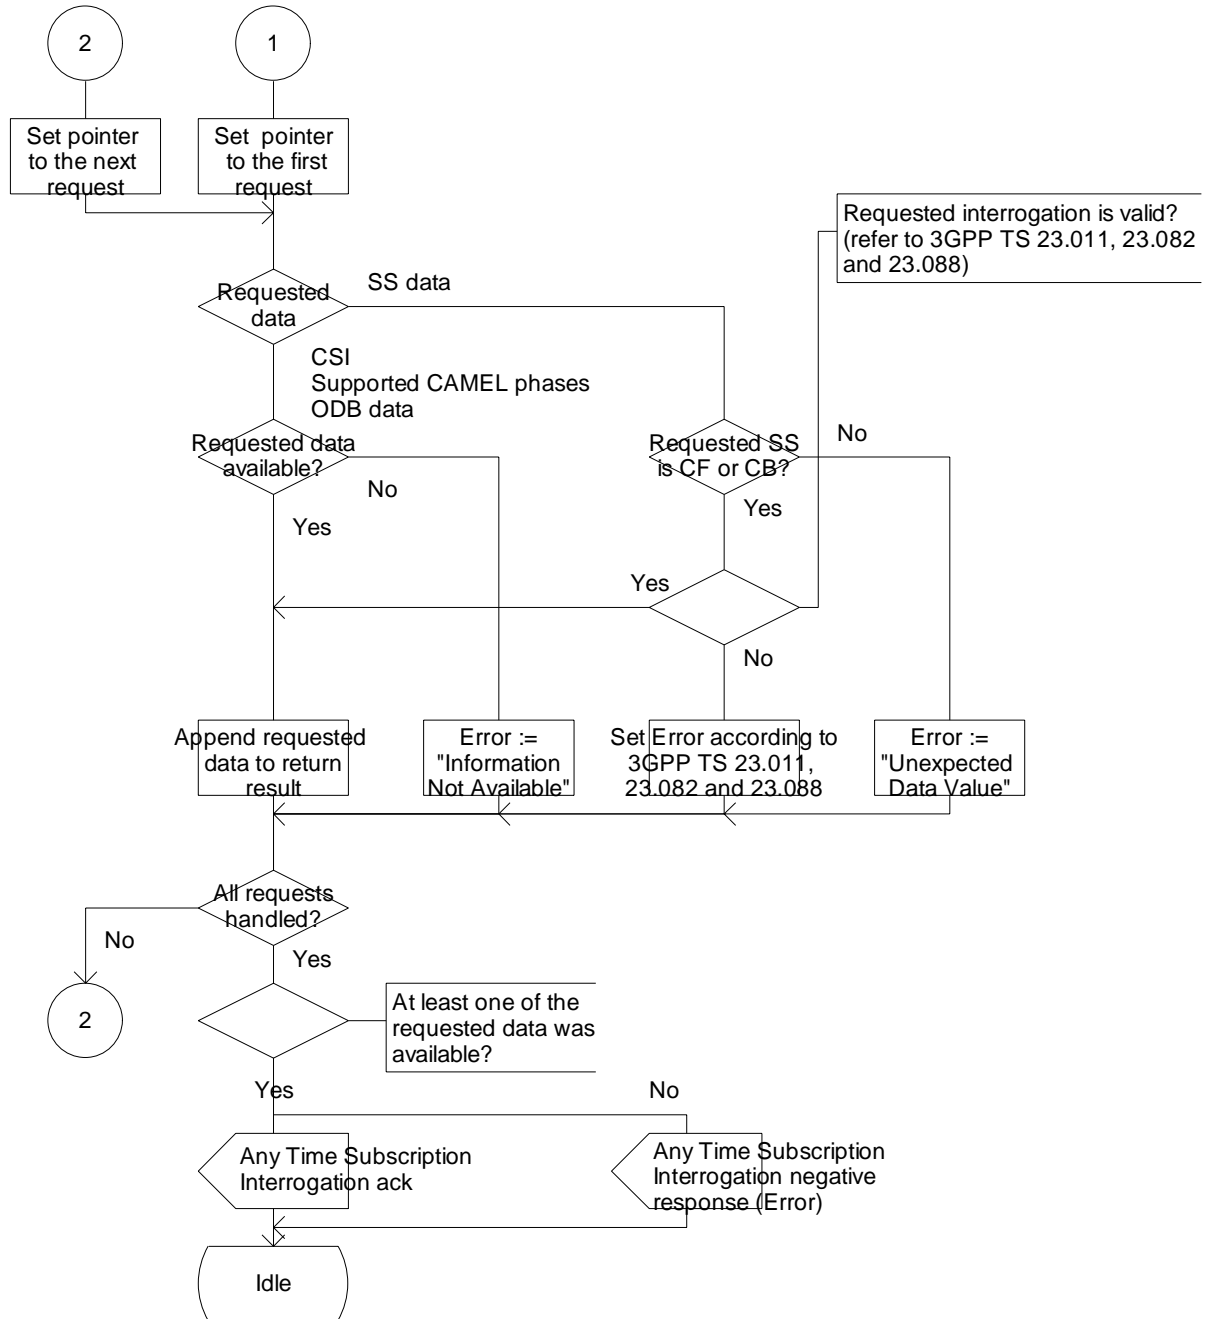 2
1
Set pointer
to the next
request
Set pointer
to the first
request
Requested interrogation is valid?
(refer to 3GPP TS 23.011, 23.082
and 23.088)
Requested
data
SS data
CSI
Supported CAMEL phases
ODB data
Requested data
available?
No
Yes
Requested SS
is CF or CB?
No
Yes
Yes
No
Append requested
data to return
result
Error :=
"Information
Not Available"
Set Error according to
3GPP TS 23.011,
23.082 and 23.088
Error :=
"Unexpected
Data Value"
All requests
handled?
No
Yes
2
At least one of the
requested data was
available?
Yes
No
Any Time Subscription
Interrogation ack
Any Time Subscription
Interrogation negative
response (Error)
Idle